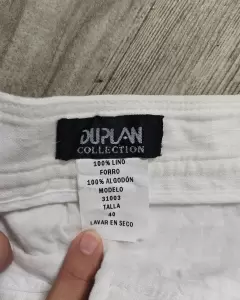 DUPLAN
COLLECTION
100% LINO
FORRO
100% ALGODÓN
MODELO
31003
TALLA
40
LAVAR EN SECO